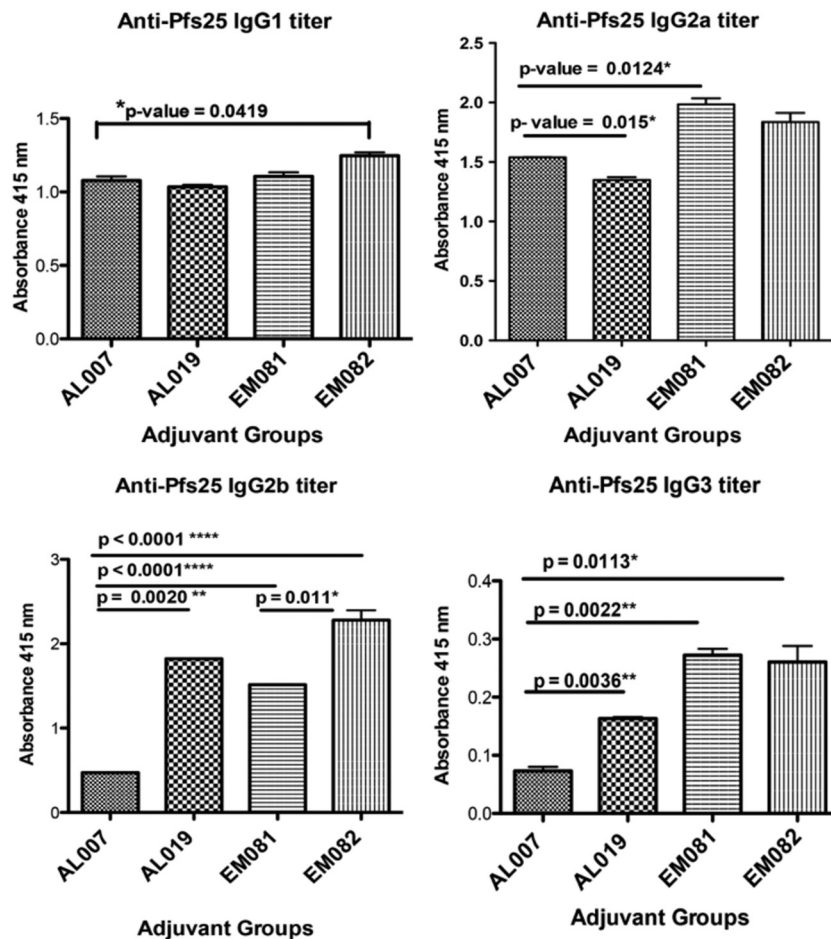 Anti-Pfs25 IgG1 titer
*p-value = 0.0419
Absorbance 415 nm
1.5
1.0
0.5
0.0
AL007
AL019
EM081
EM082
Adjuvant Groups
Anti-Pfs25 IgG2a titer
p-value = 0.0124*
p- value = 0.015*
Absorbance 415 nm
2.5
2.0
1.5
1.0
0.5
0.0
AL007
AL019
EM081
EM082
Adjuvant Groups
Anti-Pfs25 IgG2b titer
p < 0.0001 ****
p < 0.0001****
p = 0.0020 **
p = 0.011*
Absorbance 415 nm
3
2
1
0
AL007
AL019
EM081
EM082
Adjuvant Groups
Anti-Pfs25 IgG3 titer
p = 0.0113*
p = 0.0022**
p = 0.0036**
Absorbance 415 nm
0.4
0.3
0.2
0.1
0.0
AL007
AL019
EM081
EM082
Adjuvant Groups